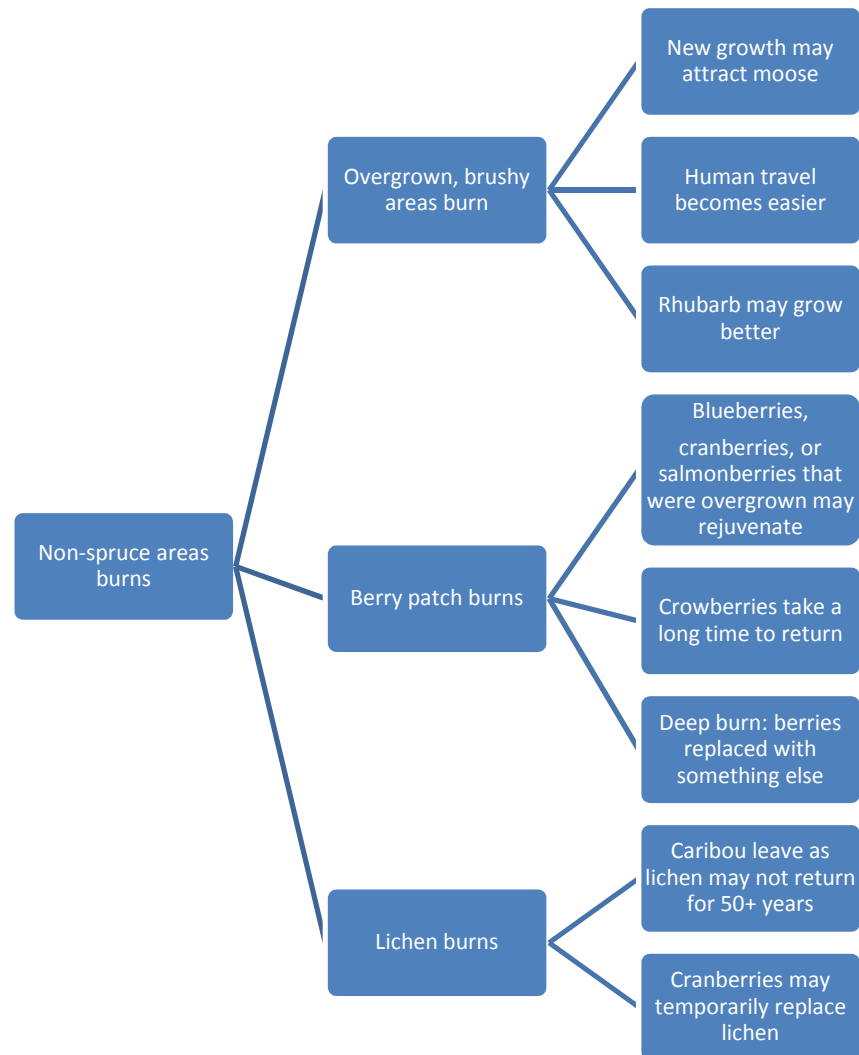 New growth may
attract moose
Overgrown, brushy
areas burn
Human travel
becomes easier
Rhubarb may grow
better
Blueberries,
cranberries, or
salmonberries that
were overgrown may
rejuvenate
Non-spruce areas
burns
Berry patch burns
Crowberries take a
long time to return
Deep burn: berries
replaced with
something else
Caribou leave as
lichen may not return
for 50+ years
Lichen burns
Cranberries may
temporarily replace
lichen